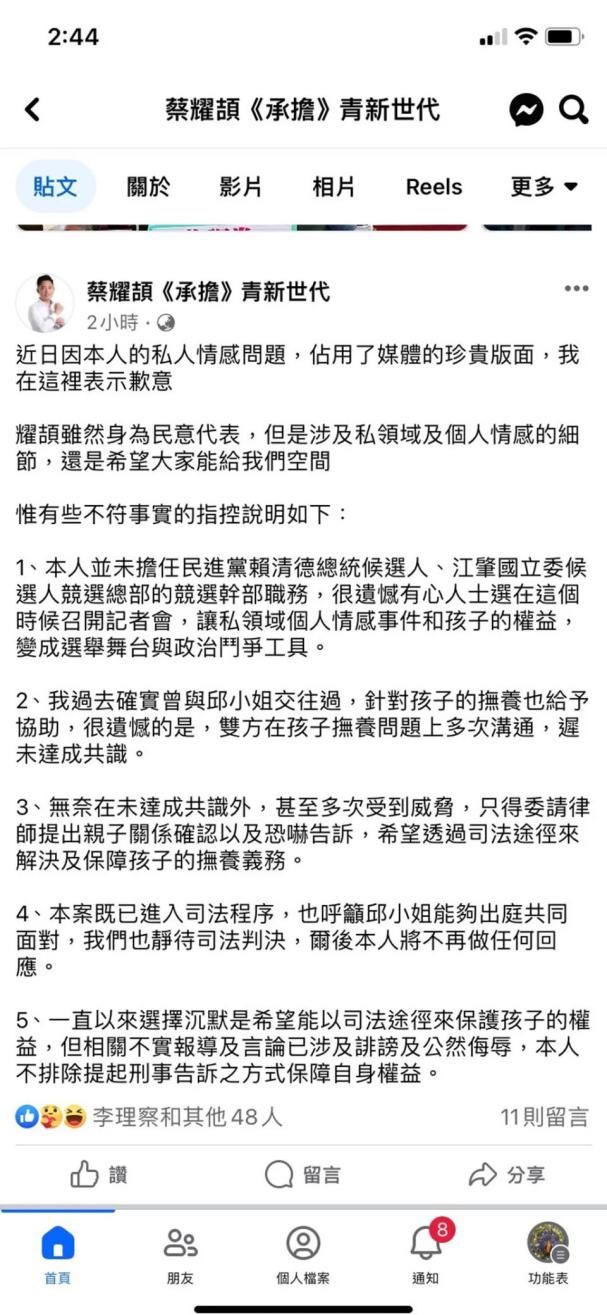 2:44
蔡耀頡《承擔》青新世代
貼文 關於 影片 相片 Reels 更多
蔡耀頡《承擔》青新世代
2小時
近日因本人的私人情感問題，佔用了媒體的珍貴版面，我
在這裡表示歉意
耀頡雖然身為民意代表，但是涉及私領域及個人情感的細
節，還是希望大家能給我們空間
惟有些不符事實的指控說明如下：
1、本人並未擔任民進黨賴清德總統候選人、江肇國立委候
選人競選總部的競選幹部職務，很遺憾有心人士選在這個
時候召開記者會，讓私領域個人情感事件和孩子的權益，
變成選舉舞台與政治鬥爭工具。
2、我過去確實曾與邱小姐交往過，針對孩子的撫養也給予
協助，很遺憾的是，雙方在孩子撫養問題上多次溝通，遲
未達成共識。
3、無奈在未達成共識外，甚至多次受到威脅，只得委請律
師提出親子關係確認以及恐嚇告訴，希望透過司法途徑來
解決及保障孩子的撫養義務。
4、本案既已進入司法程序，也呼籲邱小姐能夠出庭共同
面對，我們也靜待司法判決，爾後本人將不再做任何回
應。
5、一直以來選擇沉默是希望能以司法途徑來保護孩子的權
益，但相關不實報導及言論已涉及誹謗及公然侮辱，本人
不排除提起刑事告訴之方式保障自身權益。
李理察和其他48人 11則留言
讚 留言 分享
8
首頁 朋友 個人檔案 通知 功能表